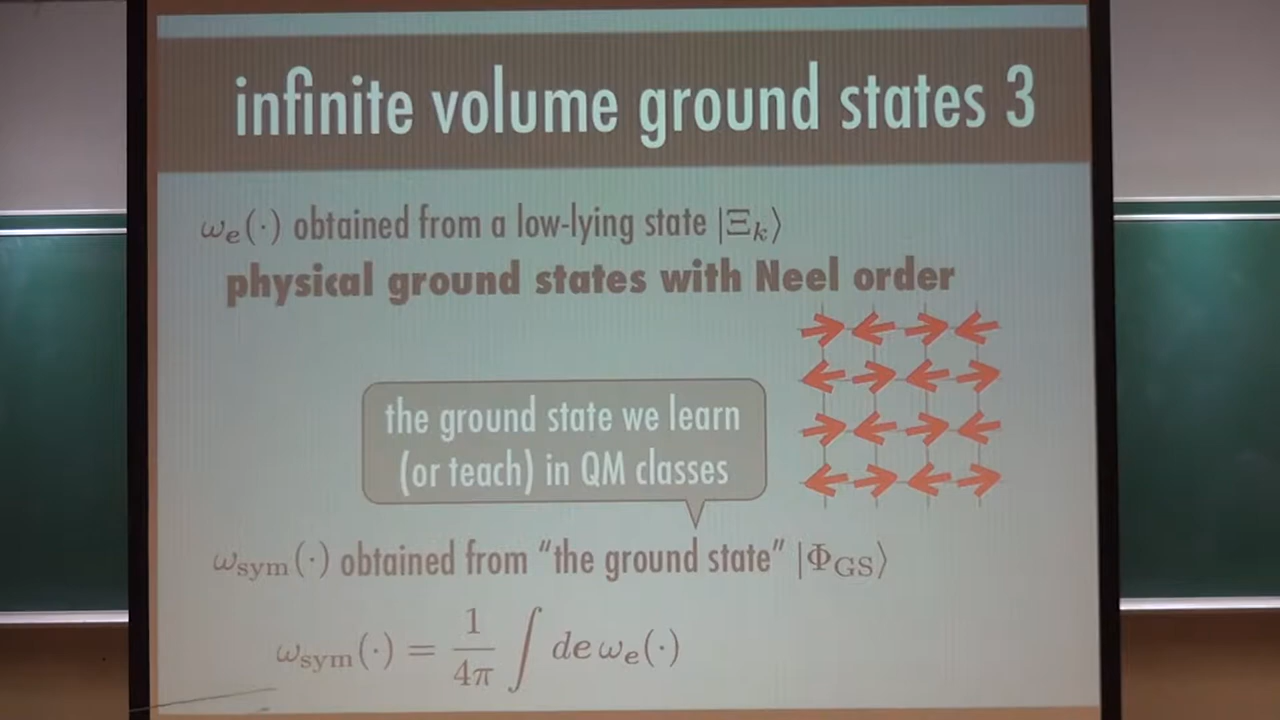 infinite volume ground states 3
ω_e(·) obtained from a low-lying state |Ξ_k⟩
physical ground states with Neel order
the ground state we learn
(or teach) in QM classes
ω_sym(·) obtained from "the ground state" |Φ_GS⟩
ω_sym(·) = 1/4π ∫ de ω_e(·)